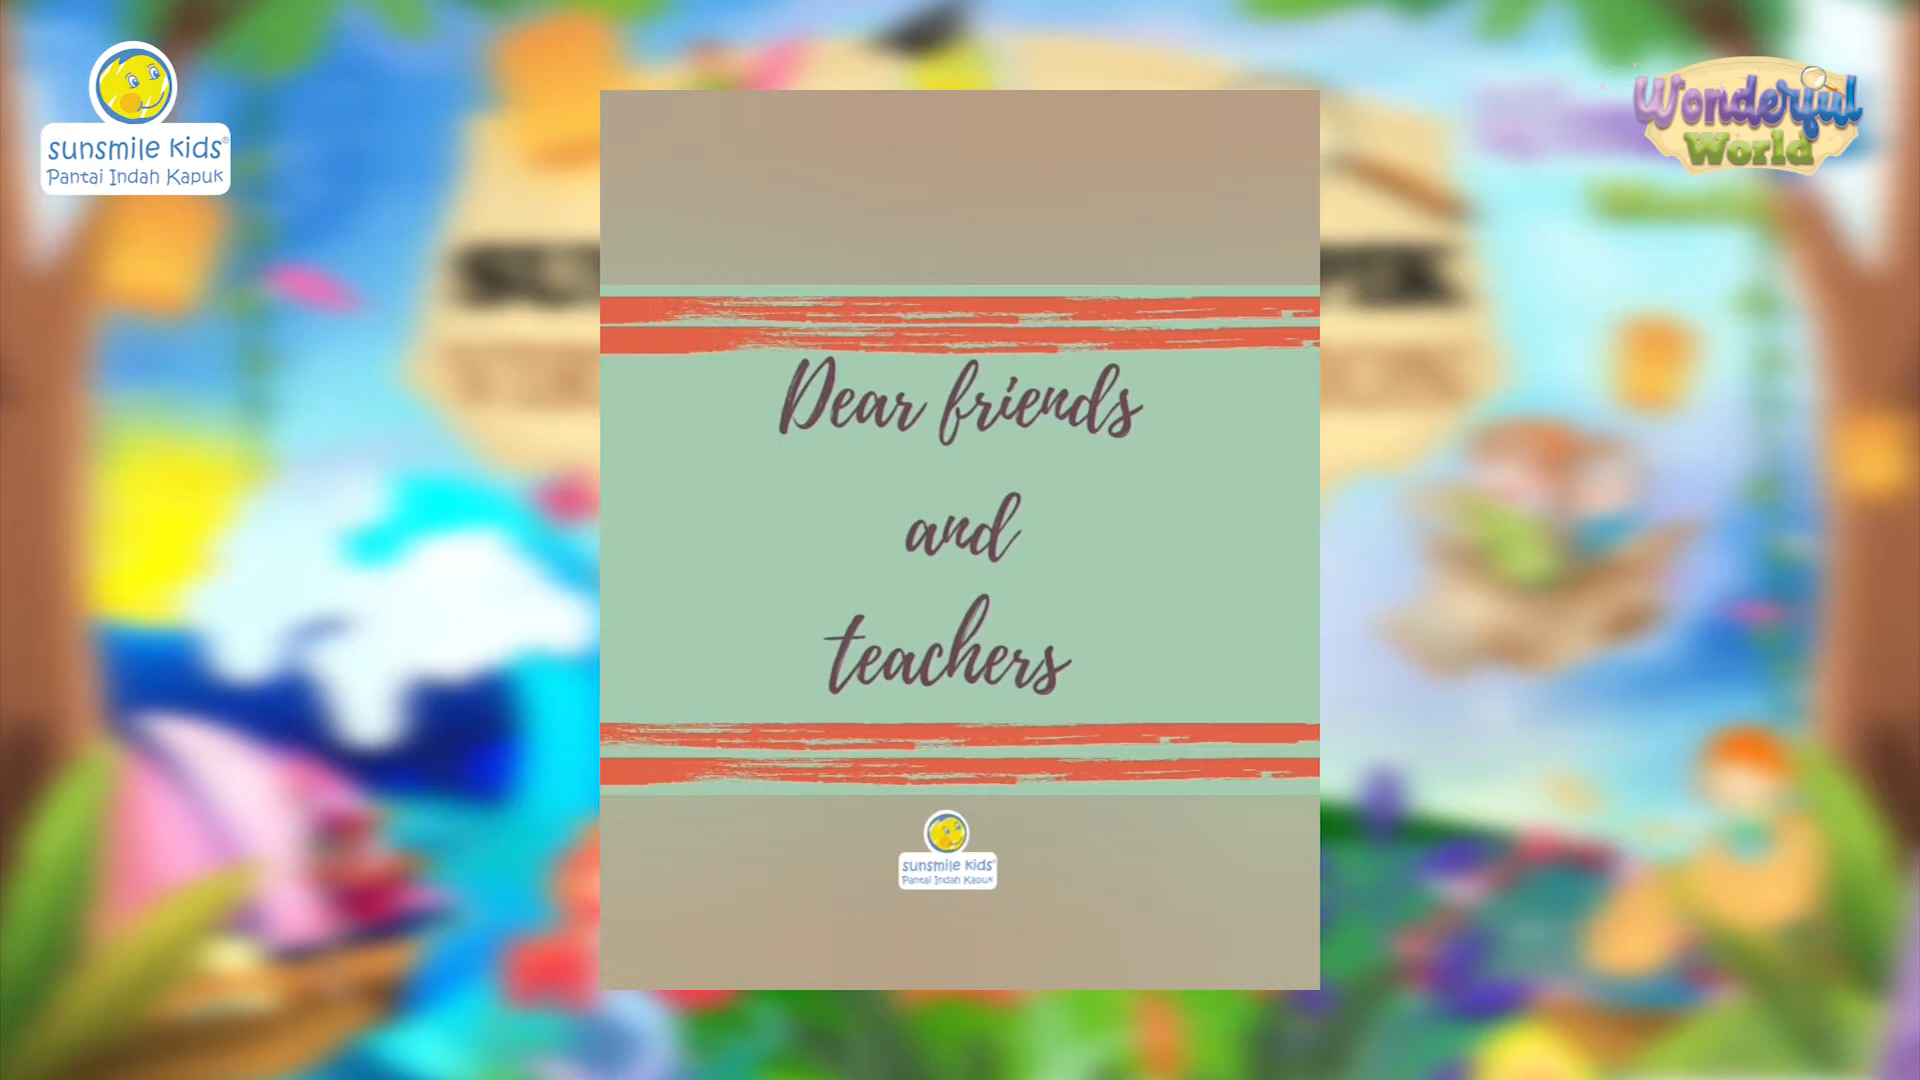 sunsmile kids®
Pantai Indah Kapuk
Wonderful
World
Dear friends
and
teachers
sunsmile kids®
Pantai Indah Kapuk